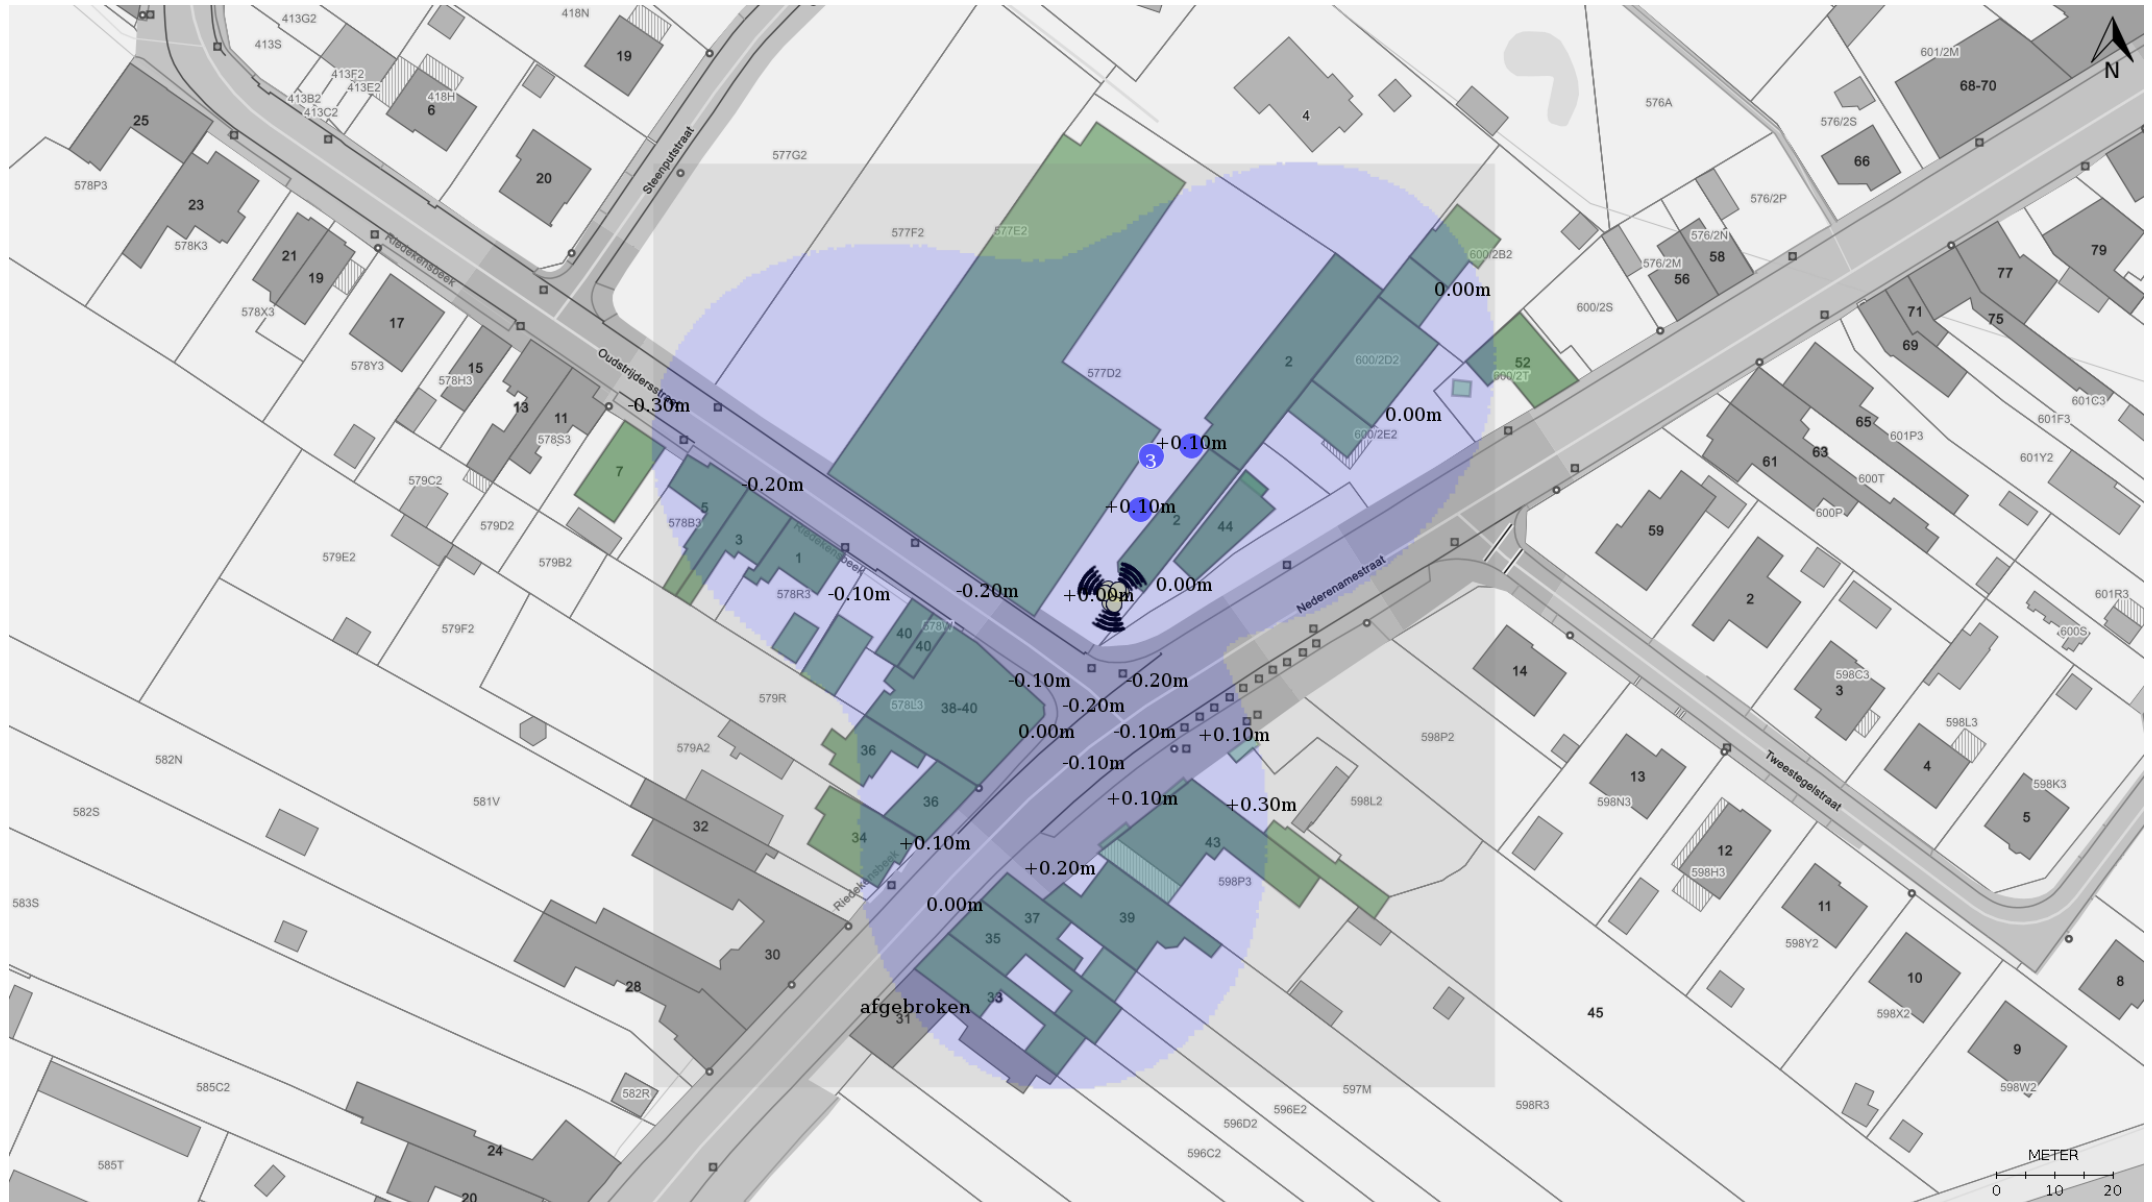 413G2
418N
413S
19
601/2M
N
413F2
413E2
418H
413B2
413C2
6
68-70
4
576A
25
576/2S
577G2
Steenputstraat
66
20
578P3
576/2P
23
577F2
577E2
576/2N
578K3
79
21
19
Riedekensbeek
600/2B2
58
576/2M
56
77
0.00m
578X3
17
600/2S
71
75
69
2
600/2D2
52
600/2T
578Y3
15
578H3
Oudstrijdersstraat
577D2
601C3
-0.30m
13
11
578S3
0.00m
600/2E2
65
601F3
601P3
+0.10m
3
63
61
601Y2
7
579C2
-0.20m
600T
5
578B3
+0.10m
600P
579D2
2
44
59
3
Riedekensbeek
1
579E2
579B2
Nederenamestraat
0.00m
578R3
-0.10m
-0.20m
+0.00m
2
601R3
579F2
40
40
600S
14
598C3
3
579R
-0.10m
-0.20m
578L3
38-40
-0.20m
598L3
0.00m
-0.10m
+0.10m
598P2
579A2
36
582N
-0.10m
4
13
Tweestegelstraat
598K3
581V
36
+0.10m
+0.30m
598L2
598N3
582S
32
34
5
43
+0.10m
12
598H3
+0.20m
598P3
583S
Riedekensbeek
0.00m
37
39
11
35
598Y2
30
28
33
10
8
afgebroken
31
45
598X2
9
585C2
582R
597M
598W2
598R3
596E2
596D2
24
596C2
METER
585T
20
0
10
20